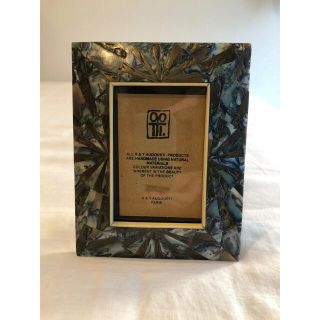 ALL R & Y AUGOUSTI PRODUCTS
ARE HANDMADE USING NATURAL
MATERIALS
COLOUR VARIATIONS ARE
INHERENT IN THE BEAUTY
OF THE PRODUCT
R & Y AUGOUSTI
PARIS